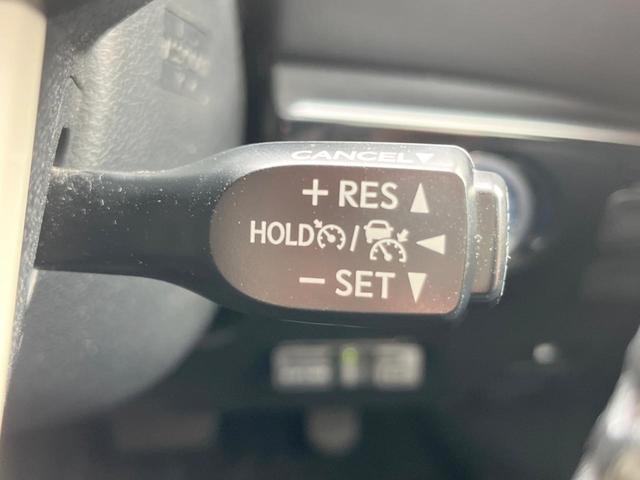 CANCEL▼
+ RES ▲
HOLD / ◀
− SET ▼